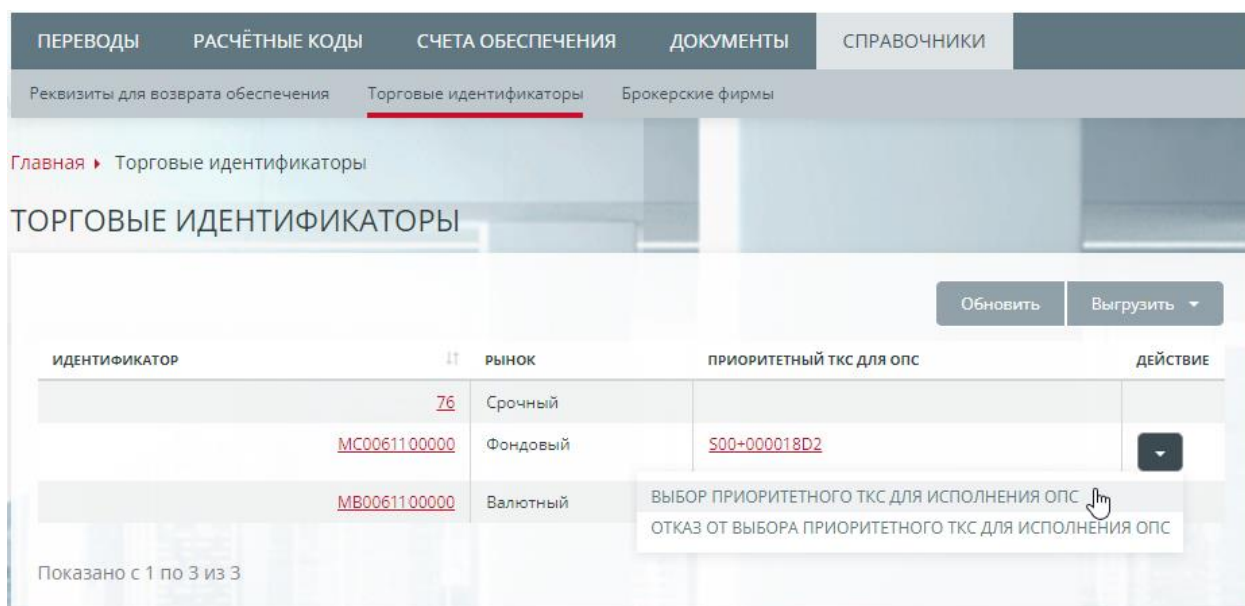 ПЕРЕВОДЫ РАСЧЁТНЫЕ КОДЫ СЧЕТА ОБЕСПЕЧЕНИЯ ДОКУМЕНТЫ СПРАВОЧНИКИ
Реквизиты для возврата обеспечения Торговые идентификаторы Брокерские фирмы
Главная Торговые идентификаторы
ТОРГОВЫЕ ИДЕНТИФИКАТОРЫ
Обновить Выгрузить
ИДЕНТИФИКАТОР РЫНОК ПРИОРИТЕТНЫЙ ТКС ДЛЯ ОПС ДЕЙСТВИЕ
76 Срочный
MC0061100000 Фондовый S00+000018D2
MB0061100000 Валютный
ВЫБОР ПРИОРИТЕТНОГО ТКС ДЛЯ ИСПОЛНЕНИЯ ОПС
ОТКАЗ ОТ ВЫБОРА ПРИОРИТЕТНОГО ТКС ДЛЯ ИСПОЛНЕНИЯ ОПС
Показано с 1 по 3 из 3